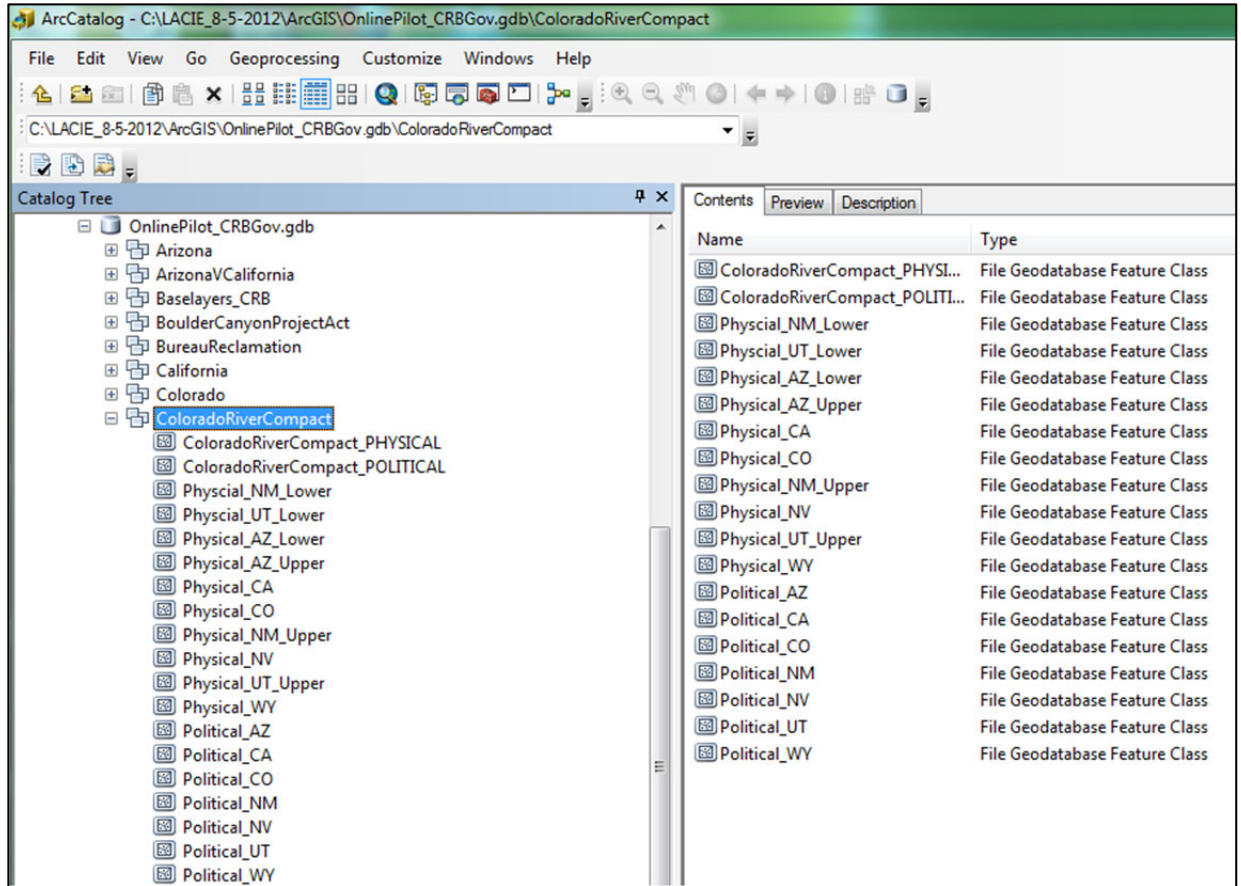 ArcCatalog - C:\LACIE_8-5-2012\ArcGIS\OnlinePilot_CRBGov.gdb\ColoradoRiverCompact
File Edit View Go Geoprocessing Customize Windows Help
C:\LACIE_8-5-2012\ArcGIS\OnlinePilot_CRBGov.gdb\ColoradoRiverCompact
Catalog Tree
OnlinePilot_CRBGov.gdb
Arizona
ArizonaVCalifornia
Baselayers_CRB
BoulderCanyonProjectAct
BureauReclamation
California
Colorado
ColoradoRiverCompact
ColoradoRiverCompact_PHYSICAL
ColoradoRiverCompact_POLITICAL
Physcial_NM_Lower
Physcial_UT_Lower
Physical_AZ_Lower
Physical_AZ_Upper
Physical_CA
Physical_CO
Physical_NM_Upper
Physical_NV
Physical_UT_Upper
Physical_WY
Political_AZ
Political_CA
Political_CO
Political_NM
Political_NV
Political_UT
Political_WY
Contents Preview Description
Name Type
ColoradoRiverCompact_PHYSI... File Geodatabase Feature Class
ColoradoRiverCompact_POLITI... File Geodatabase Feature Class
Physcial_NM_Lower File Geodatabase Feature Class
Physcial_UT_Lower File Geodatabase Feature Class
Physical_AZ_Lower File Geodatabase Feature Class
Physical_AZ_Upper File Geodatabase Feature Class
Physical_CA File Geodatabase Feature Class
Physical_CO File Geodatabase Feature Class
Physical_NM_Upper File Geodatabase Feature Class
Physical_NV File Geodatabase Feature Class
Physical_UT_Upper File Geodatabase Feature Class
Physical_WY File Geodatabase Feature Class
Political_AZ File Geodatabase Feature Class
Political_CA File Geodatabase Feature Class
Political_CO File Geodatabase Feature Class
Political_NM File Geodatabase Feature Class
Political_NV File Geodatabase Feature Class
Political_UT File Geodatabase Feature Class
Political_WY File Geodatabase Feature Class